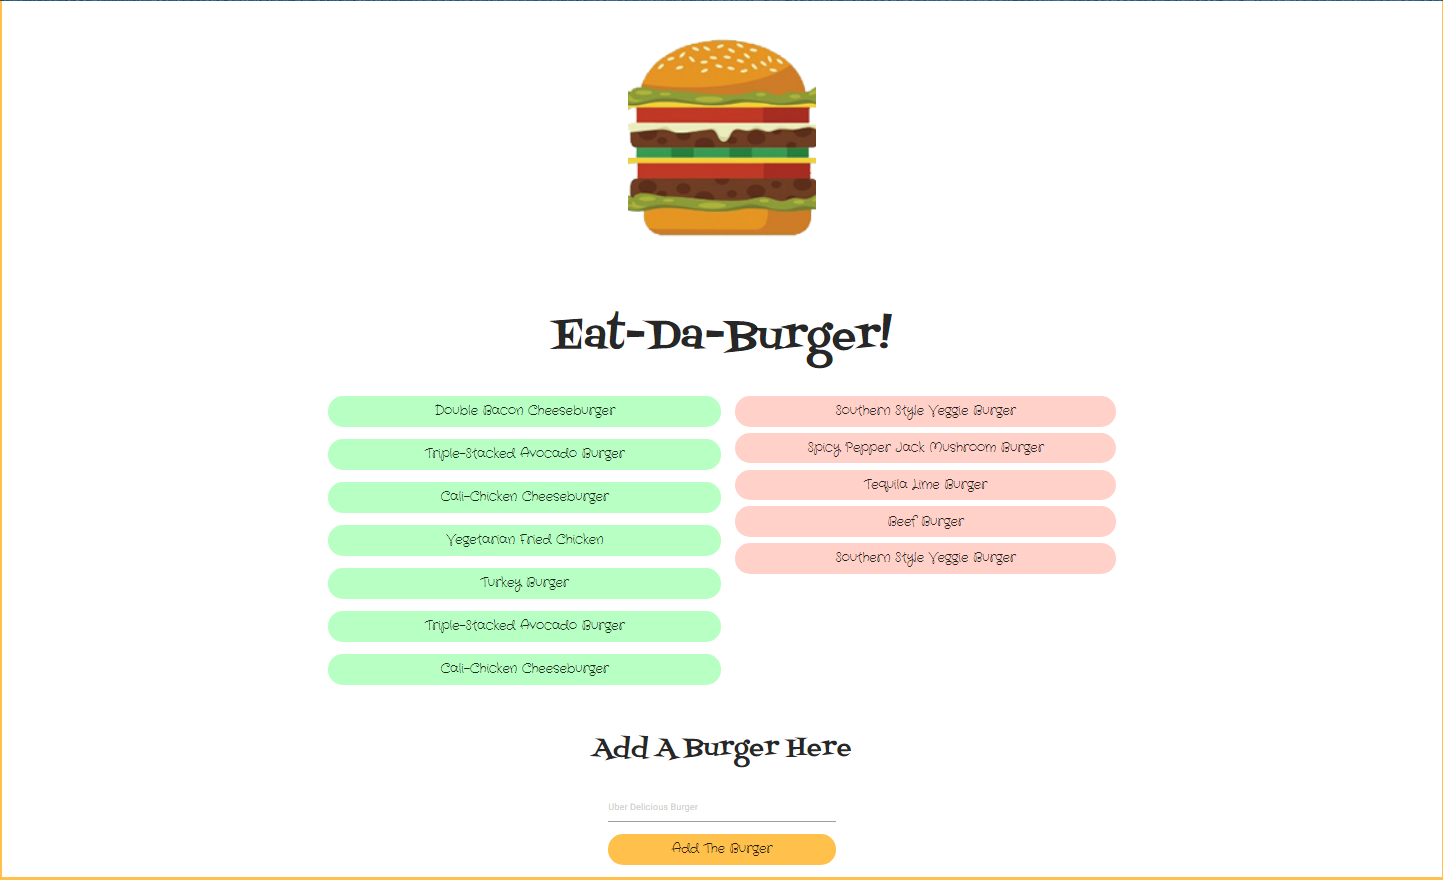 Eat-Da-Burger!
Double Bacon Cheeseburger
Triple-Stacked Avocado Burger
Cali-Chicken Cheeseburger
Vegetarian Fried Chicken
Turkey Burger
Triple-Stacked Avocado Burger
Cali-Chicken Cheeseburger
Southern Style Veggie Burger
Spicy Pepper Jack Mushroom Burger
Tequila Lime Burger
Beef Burger
Southern Style Veggie Burger
Add A Burger Here
Uber Delicious Burger
Add The Burger